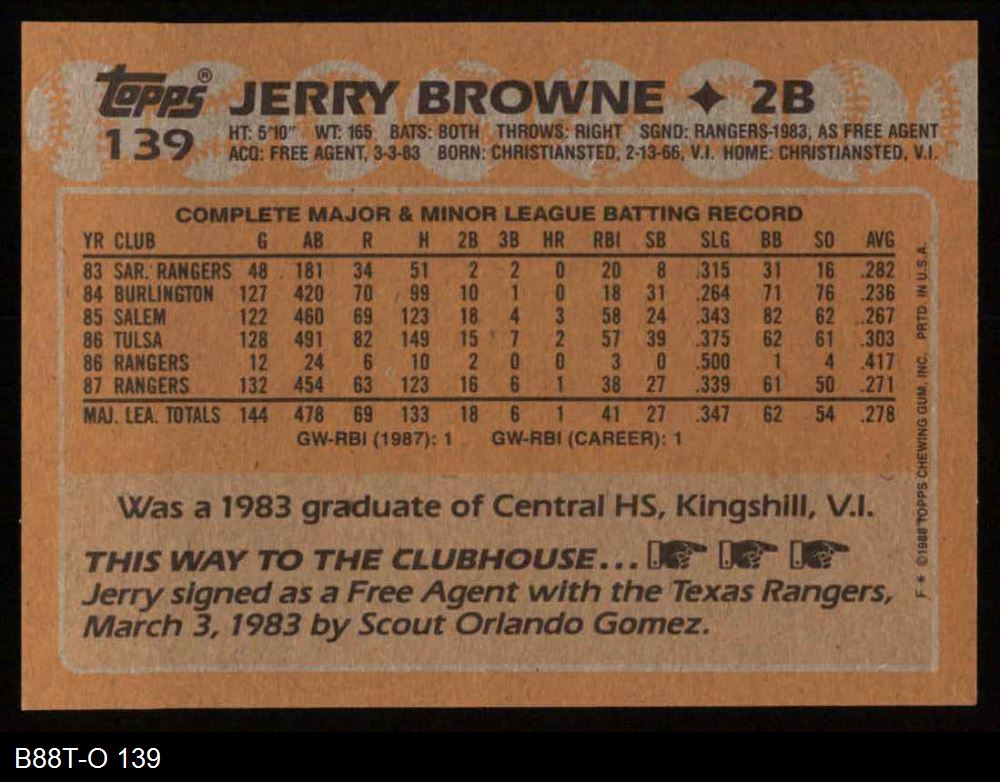 Topps® JERRY BROWNE ✦ 2B
139 HT: 5'10" WT: 165 BATS: BOTH THROWS: RIGHT SGND: RANGERS-1983, AS FREE AGENT
ACQ: FREE AGENT, 3-3-83 BORN: CHRISTIANSTED, 2-13-66, V.I. HOME: CHRISTIANSTED, V.I.
COMPLETE MAJOR & MINOR LEAGUE BATTING RECORD
YR CLUB G AB R H 2B 3B HR RBI SB SLG BB SO AVG
83 SAR. RANGERS 48 181 34 51 2 2 0 20 8 .315 31 16 .282
84 BURLINGTON 127 420 70 99 10 1 0 18 31 .264 71 76 .236
85 SALEM 122 460 69 123 18 4 3 58 24 .343 82 62 .267
86 TULSA 128 491 82 149 15 7 2 57 39 .375 62 61 .303
86 RANGERS 12 24 6 10 2 0 0 3 0 .500 1 4 .417
87 RANGERS 132 454 63 123 16 6 1 38 27 .339 61 50 .271
MAJ. LEA. TOTALS 144 478 69 133 18 6 1 41 27 .347 62 54 .278
GW-RBI (1987): 1 GW-RBI (CAREER): 1
Was a 1983 graduate of Central HS, Kingshill, V.I.
THIS WAY TO THE CLUBHOUSE...
Jerry signed as a Free Agent with the Texas Rangers,
March 3, 1983 by Scout Orlando Gomez.
F* ©1988 TOPPS CHEWING GUM, INC. PRTD. IN U.S.A.
B88T-O 139